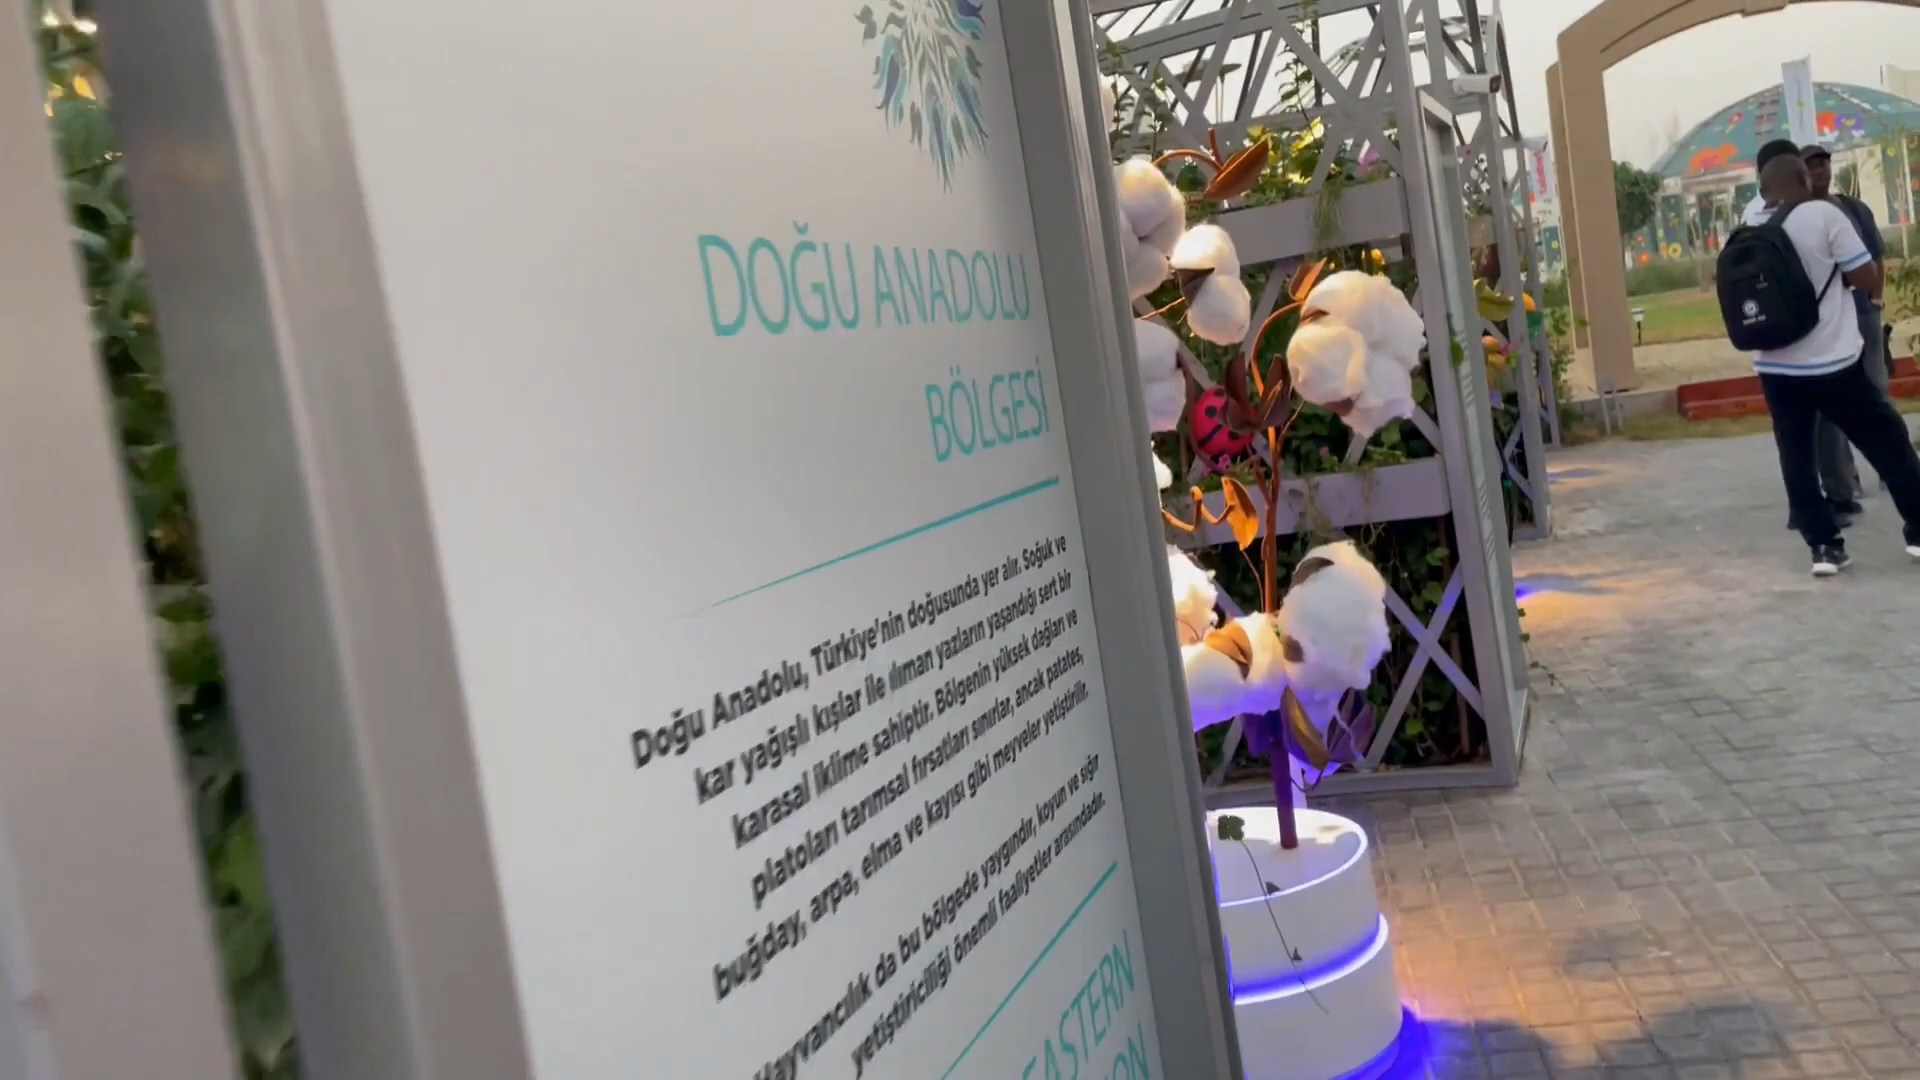 DOĞU ANADOLU
BÖLGESİ
Doğu Anadolu, Türkiye'nin doğusunda yer alır. Soğuk ve
kar yağışlı kışlar ile ılıman yazların yaşandığı sert bir
karasal iklime sahiptir. Bölgenin yüksek dağları ve
platoları tarımsal fırsatları sınırlar, ancak patates,
buğday, arpa, elma ve kayısı gibi meyveler yetiştirilir.
Hayvancılık da bu bölgede yaygındır, koyun ve sığır
yetiştiriciliği önemli faaliyetler arasındadır.
EASTERN